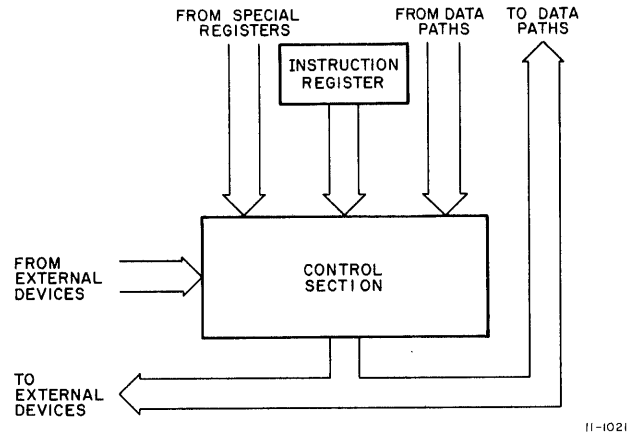 FROM SPECIAL
REGISTERS
FROM DATA
PATHS
TO DATA
PATHS
INSTRUCTION
REGISTER
FROM
EXTERNAL
DEVICES
CONTROL
SECTION
TO
EXTERNAL
DEVICES
11-1021